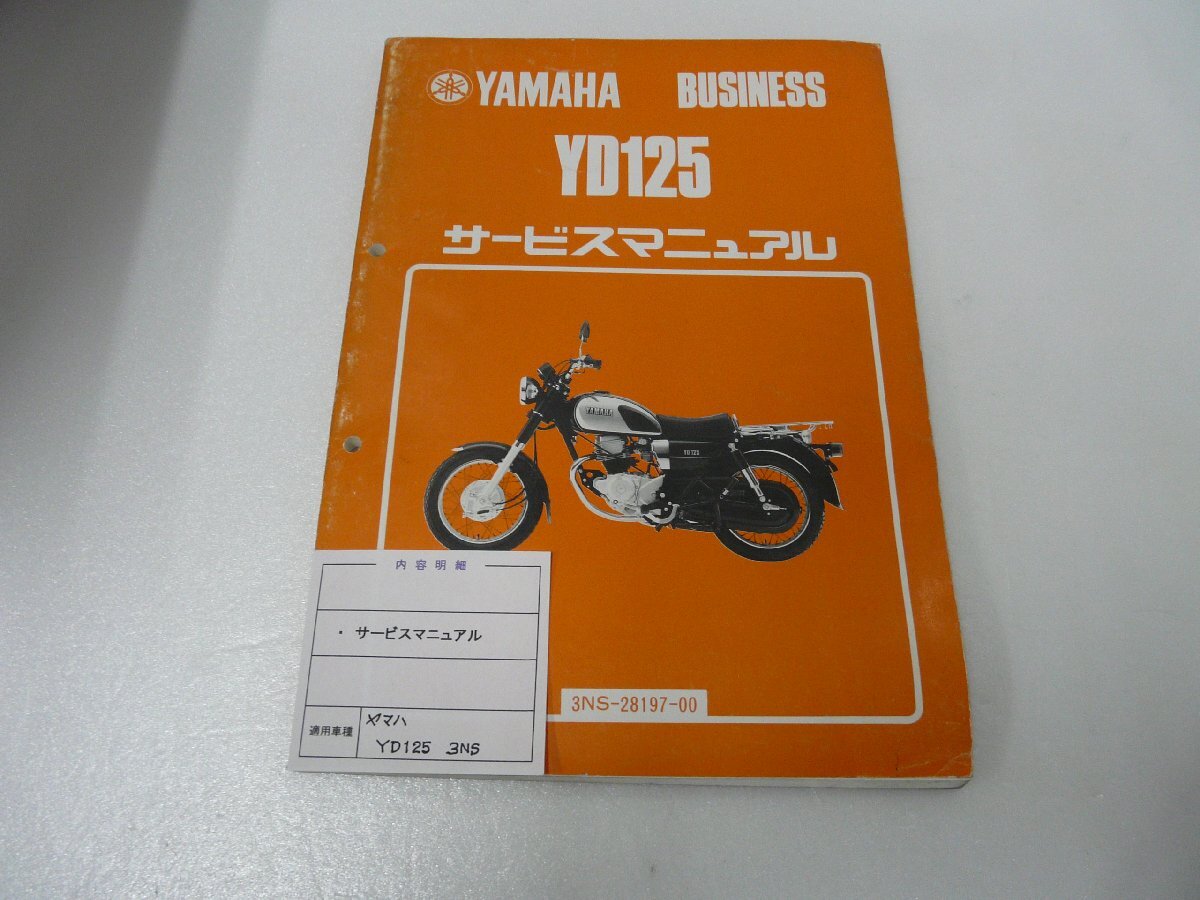 YAMAHA BUSINESS
YD125
サービスマニュアル
YAMAHA
YD125
3NS-28197-00
内容明細
・ サービスマニュアル
適用車種
ヤマハ
YD125 3NS